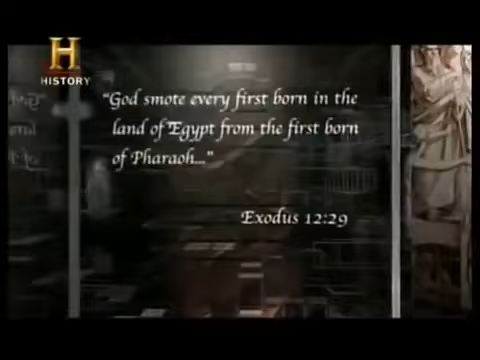 H
HISTORY
"God smote every first born in the
land of Egypt from the first born
of Pharaoh..."
Exodus 12:29